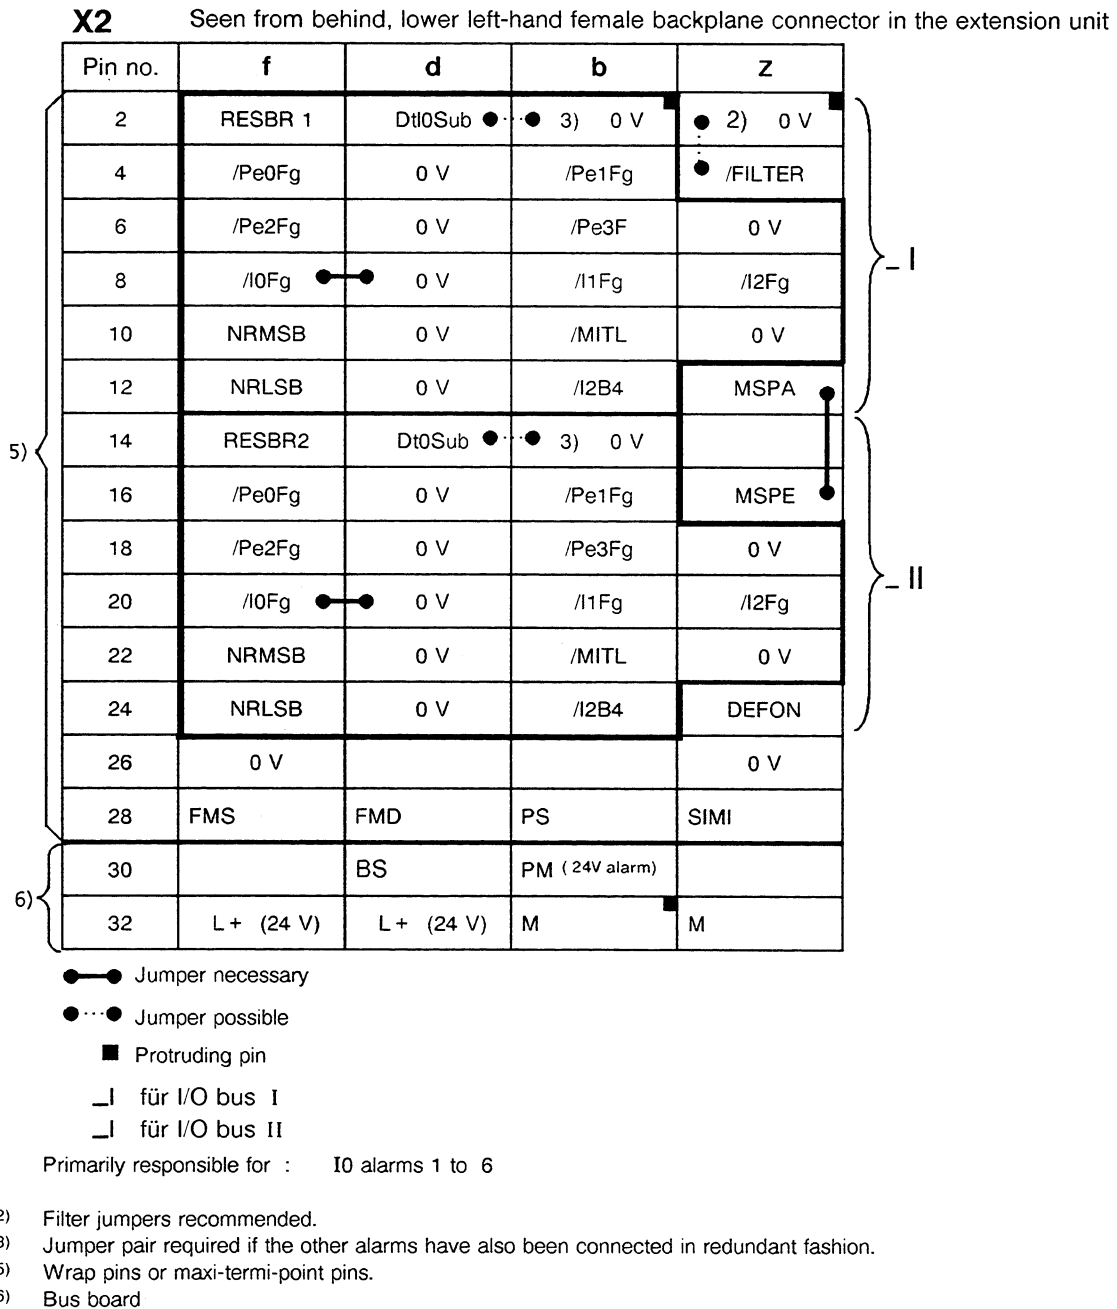 X2 Seen from behind, lower left-hand female backplane connector in the extension unit
Pin no. f d b z
2 RESBR 1 DtI0Sub 3) 0 V 2) 0 V
4 /Pe0Fg 0 V /Pe1Fg /FILTER
6 /Pe2Fg 0 V /Pe3F 0 V
8 /I0Fg 0 V /I1Fg /I2Fg
10 NRMSB 0 V /MITL 0 V
12 NRLSB 0 V /I2B4 MSPA
14 RESBR2 Dt0Sub 3) 0 V
16 /Pe0Fg 0 V /Pe1Fg MSPE
18 /Pe2Fg 0 V /Pe3Fg 0 V
20 /I0Fg 0 V /I1Fg /I2Fg
22 NRMSB 0 V /MITL 0 V
24 NRLSB 0 V /I2B4 DEFON
26 0 V 0 V
28 FMS FMD PS SIMI
30 BS PM (24V alarm)
32 L+ (24 V) L+ (24 V) M M
5)
6)
_I
_II
Jumper necessary
Jumper possible
Protruding pin
_I für I/O bus I
_I für I/O bus II
Primarily responsible for : I0 alarms 1 to 6
2) Filter jumpers recommended.
3) Jumper pair required if the other alarms have also been connected in redundant fashion.
5) Wrap pins or maxi-termi-point pins.
6) Bus board